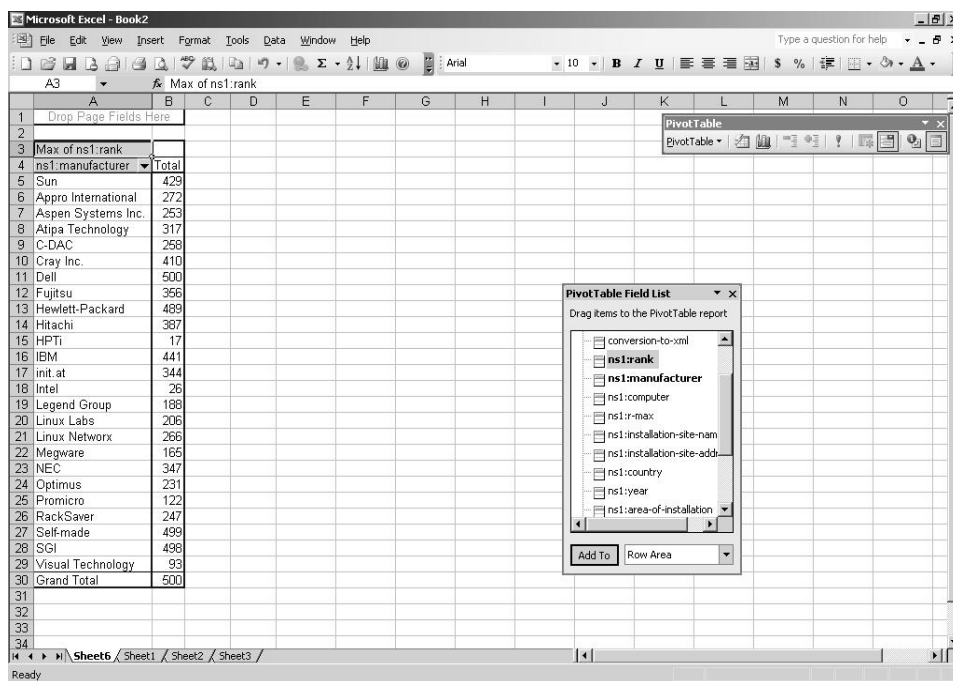 Microsoft Excel - Book2
File Edit View Insert Format Tools Data Window Help
Type a question for help
Arial 10 B I U $ %
A3 fx Max of ns1:rank
A B C D E F G H I J K L M N O
1 Drop Page Fields Here
2
3 Max of ns1:rank
4 ns1:manufacturer Total
5 Sun 429
6 Appro International 272
7 Aspen Systems Inc. 253
8 Atipa Technology 317
9 C-DAC 258
10 Cray Inc. 410
11 Dell 500
12 Fujitsu 356
13 Hewlett-Packard 489
14 Hitachi 387
15 HPTi 17
16 IBM 441
17 init.at 344
18 Intel 26
19 Legend Group 188
20 Linux Labs 206
21 Linux Networx 266
22 Megware 165
23 NEC 347
24 Optimus 231
25 Promicro 122
26 RackSaver 247
27 Self-made 499
28 SGI 498
29 Visual Technology 93
30 Grand Total 500
31
32
33
34
PivotTable
PivotTable
PivotTable Field List
Drag items to the PivotTable report
conversion-to-xml
ns1:rank
ns1:manufacturer
ns1:computer
ns1:r-max
ns1:installation-site-nam
ns1:installation-site-addr
ns1:country
ns1:year
ns1:area-of-installation
Add To Row Area
Sheet6 Sheet1 Sheet2 Sheet3
Ready